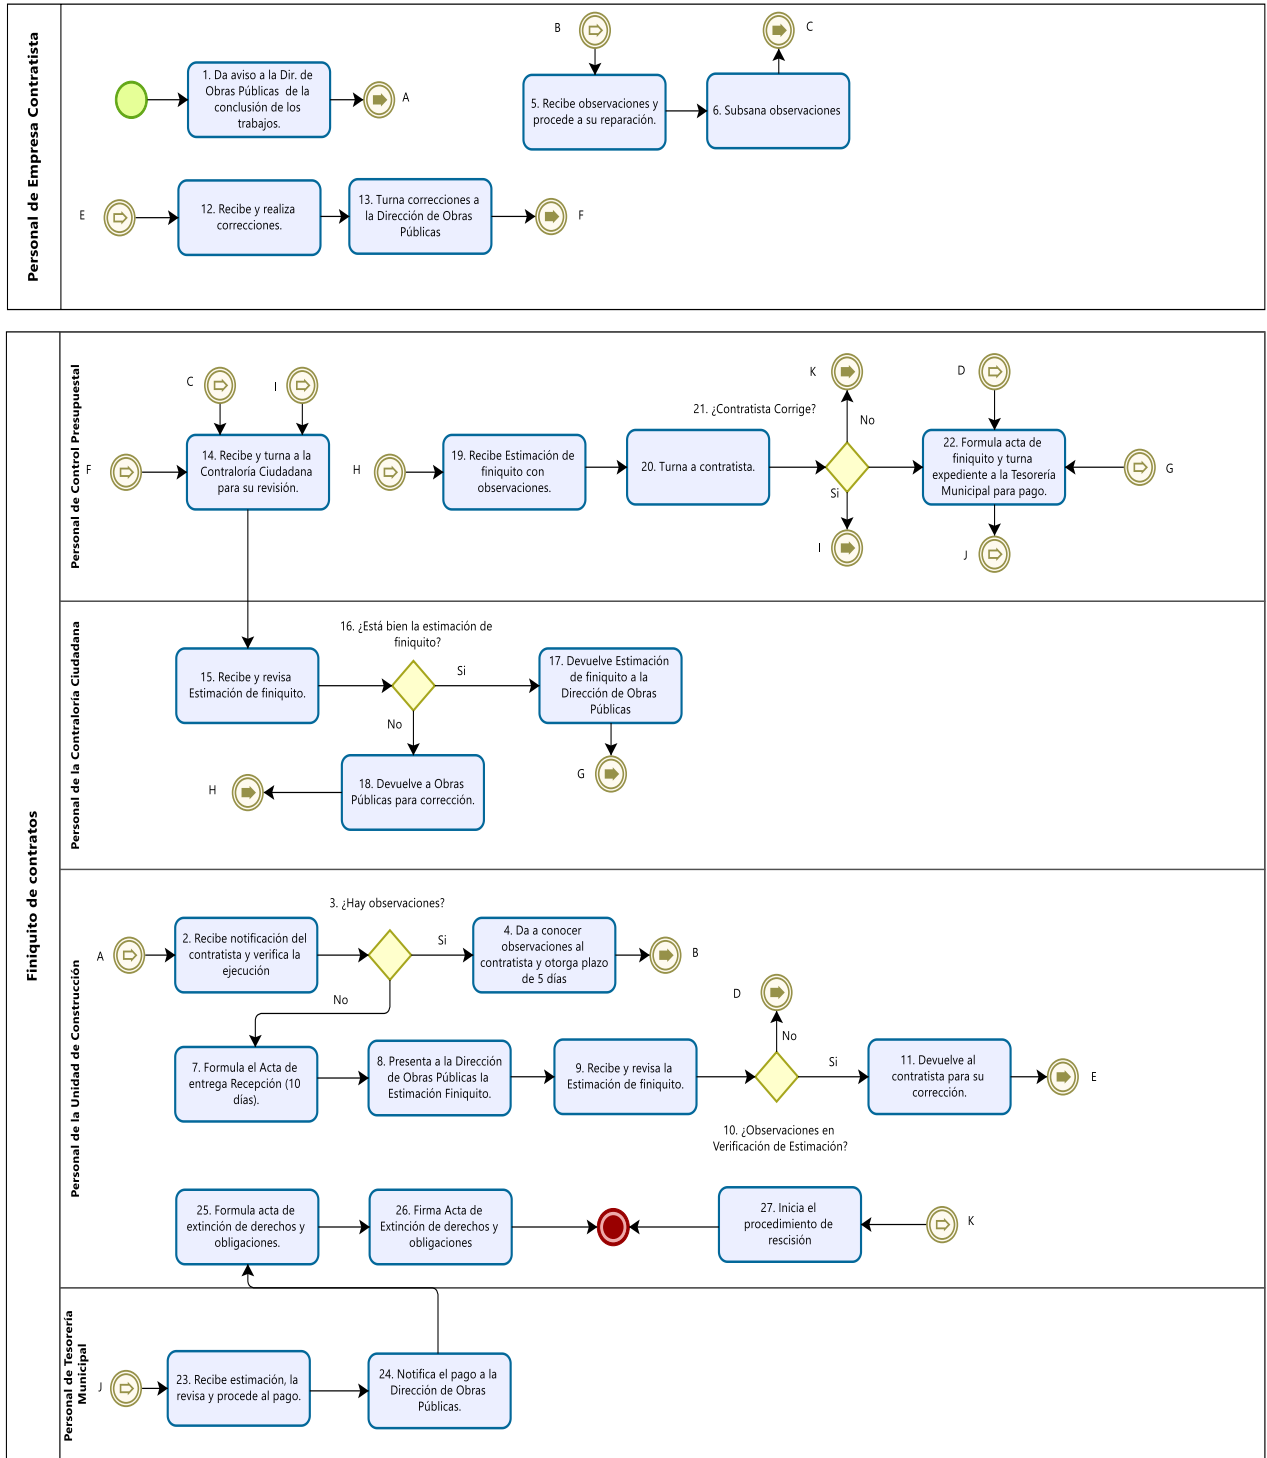 Personal de Empresa Contratista
1. Da aviso a la Dir. de
Obras Públicas de la
conclusión de los
trabajos.
A
B
5. Recibe observaciones y
procede a su reparación.
6. Subsana observaciones
C
E
12. Recibe y realiza
correcciones.
13. Turna correcciones a
la Dirección de Obras
Públicas
F
Finiquito de contratos
Personal de Control Presupuestal
C
I
F
14. Recibe y turna a la
Contraloría Ciudadana
para su revisión.
H
19. Recibe Estimación de
finiquito con
observaciones.
20. Turna a contratista.
21. ¿Contratista Corrige?
K
No
Si
I
D
22. Formula acta de
finiquito y turna
expediente a la Tesorería
Municipal para pago.
G
J
Personal de la Contraloría Ciudadana
15. Recibe y revisa
Estimación de finiquito.
16. ¿Está bien la estimación de
finiquito?
Si
No
17. Devuelve Estimación
de finiquito a la
Dirección de Obras
Públicas
G
18. Devuelve a Obras
Públicas para corrección.
H
Personal de la Unidad de Construcción
A
2. Recibe notificación del
contratista y verifica la
ejecución
3. ¿Hay observaciones?
Si
No
4. Da a conocer
observaciones al
contratista y otorga plazo
de 5 días
B
7. Formula el Acta de
entrega Recepción (10
días).
8. Presenta a la Dirección
de Obras Públicas la
Estimación Finiquito.
9. Recibe y revisa la
Estimación de finiquito.
D
No
Si
10. ¿Observaciones en
Verificación de Estimación?
11. Devuelve al
contratista para su
corrección.
E
25. Formula acta de
extinción de derechos y
obligaciones.
26. Firma Acta de
Extinción de derechos y
obligaciones
27. Inicia el
procedimiento de
rescisión
K
Personal de Tesorería
Municipal
J
23. Recibe estimación, la
revisa y procede al pago.
24. Notifica el pago a la
Dirección de Obras
Públicas.